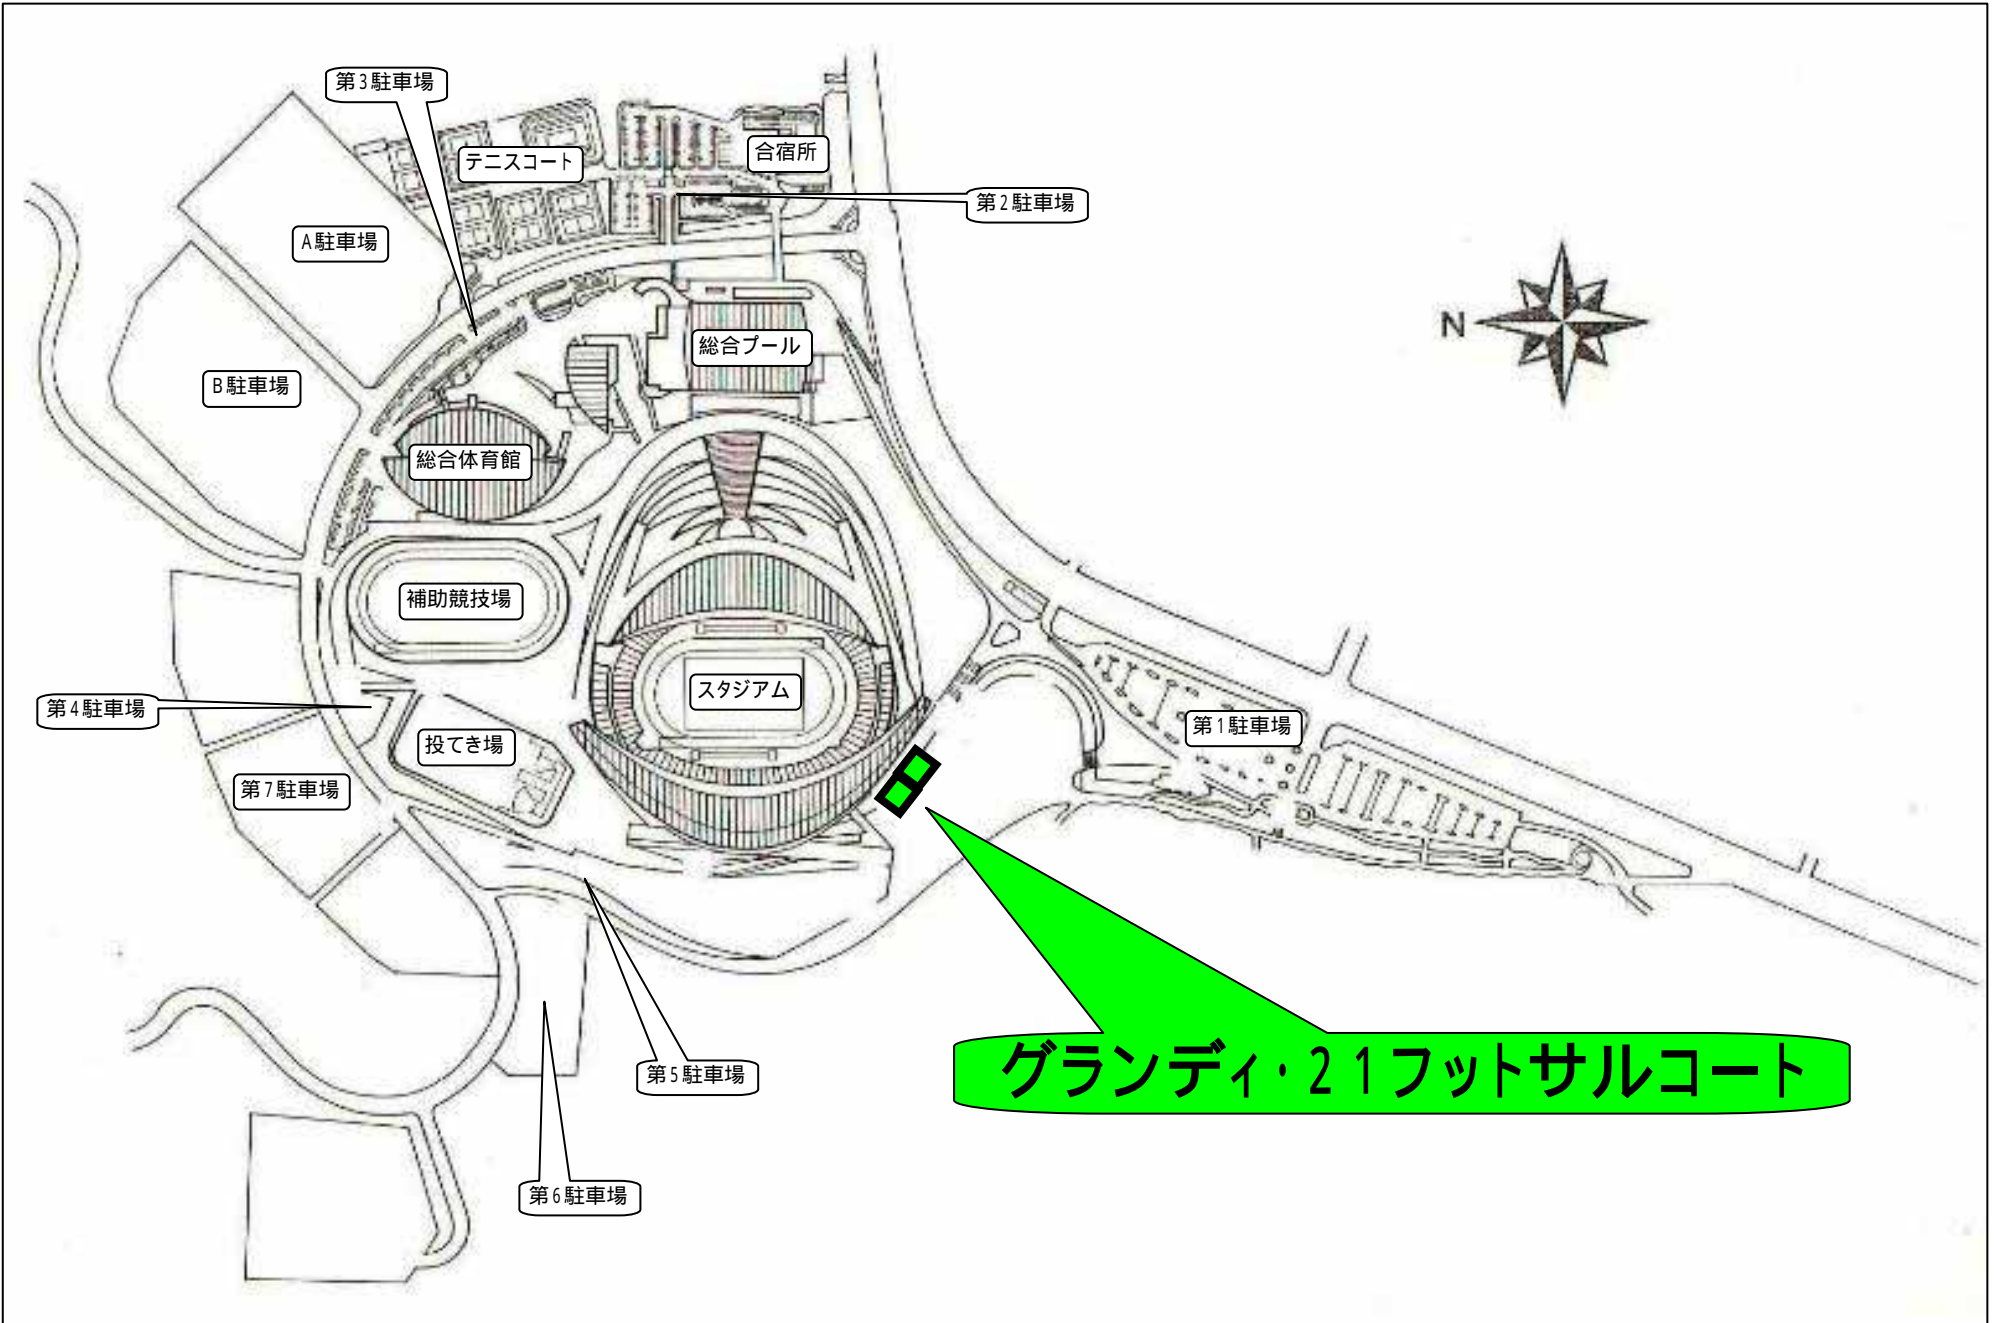 第3駐車場
テニスコート
合宿所
第2駐車場
A駐車場
N
総合プール
B駐車場
総合体育館
補助競技場
スタジアム
第4駐車場
第1駐車場
投てき場
第7駐車場
グランディ・21フットサルコート
第5駐車場
第6駐車場